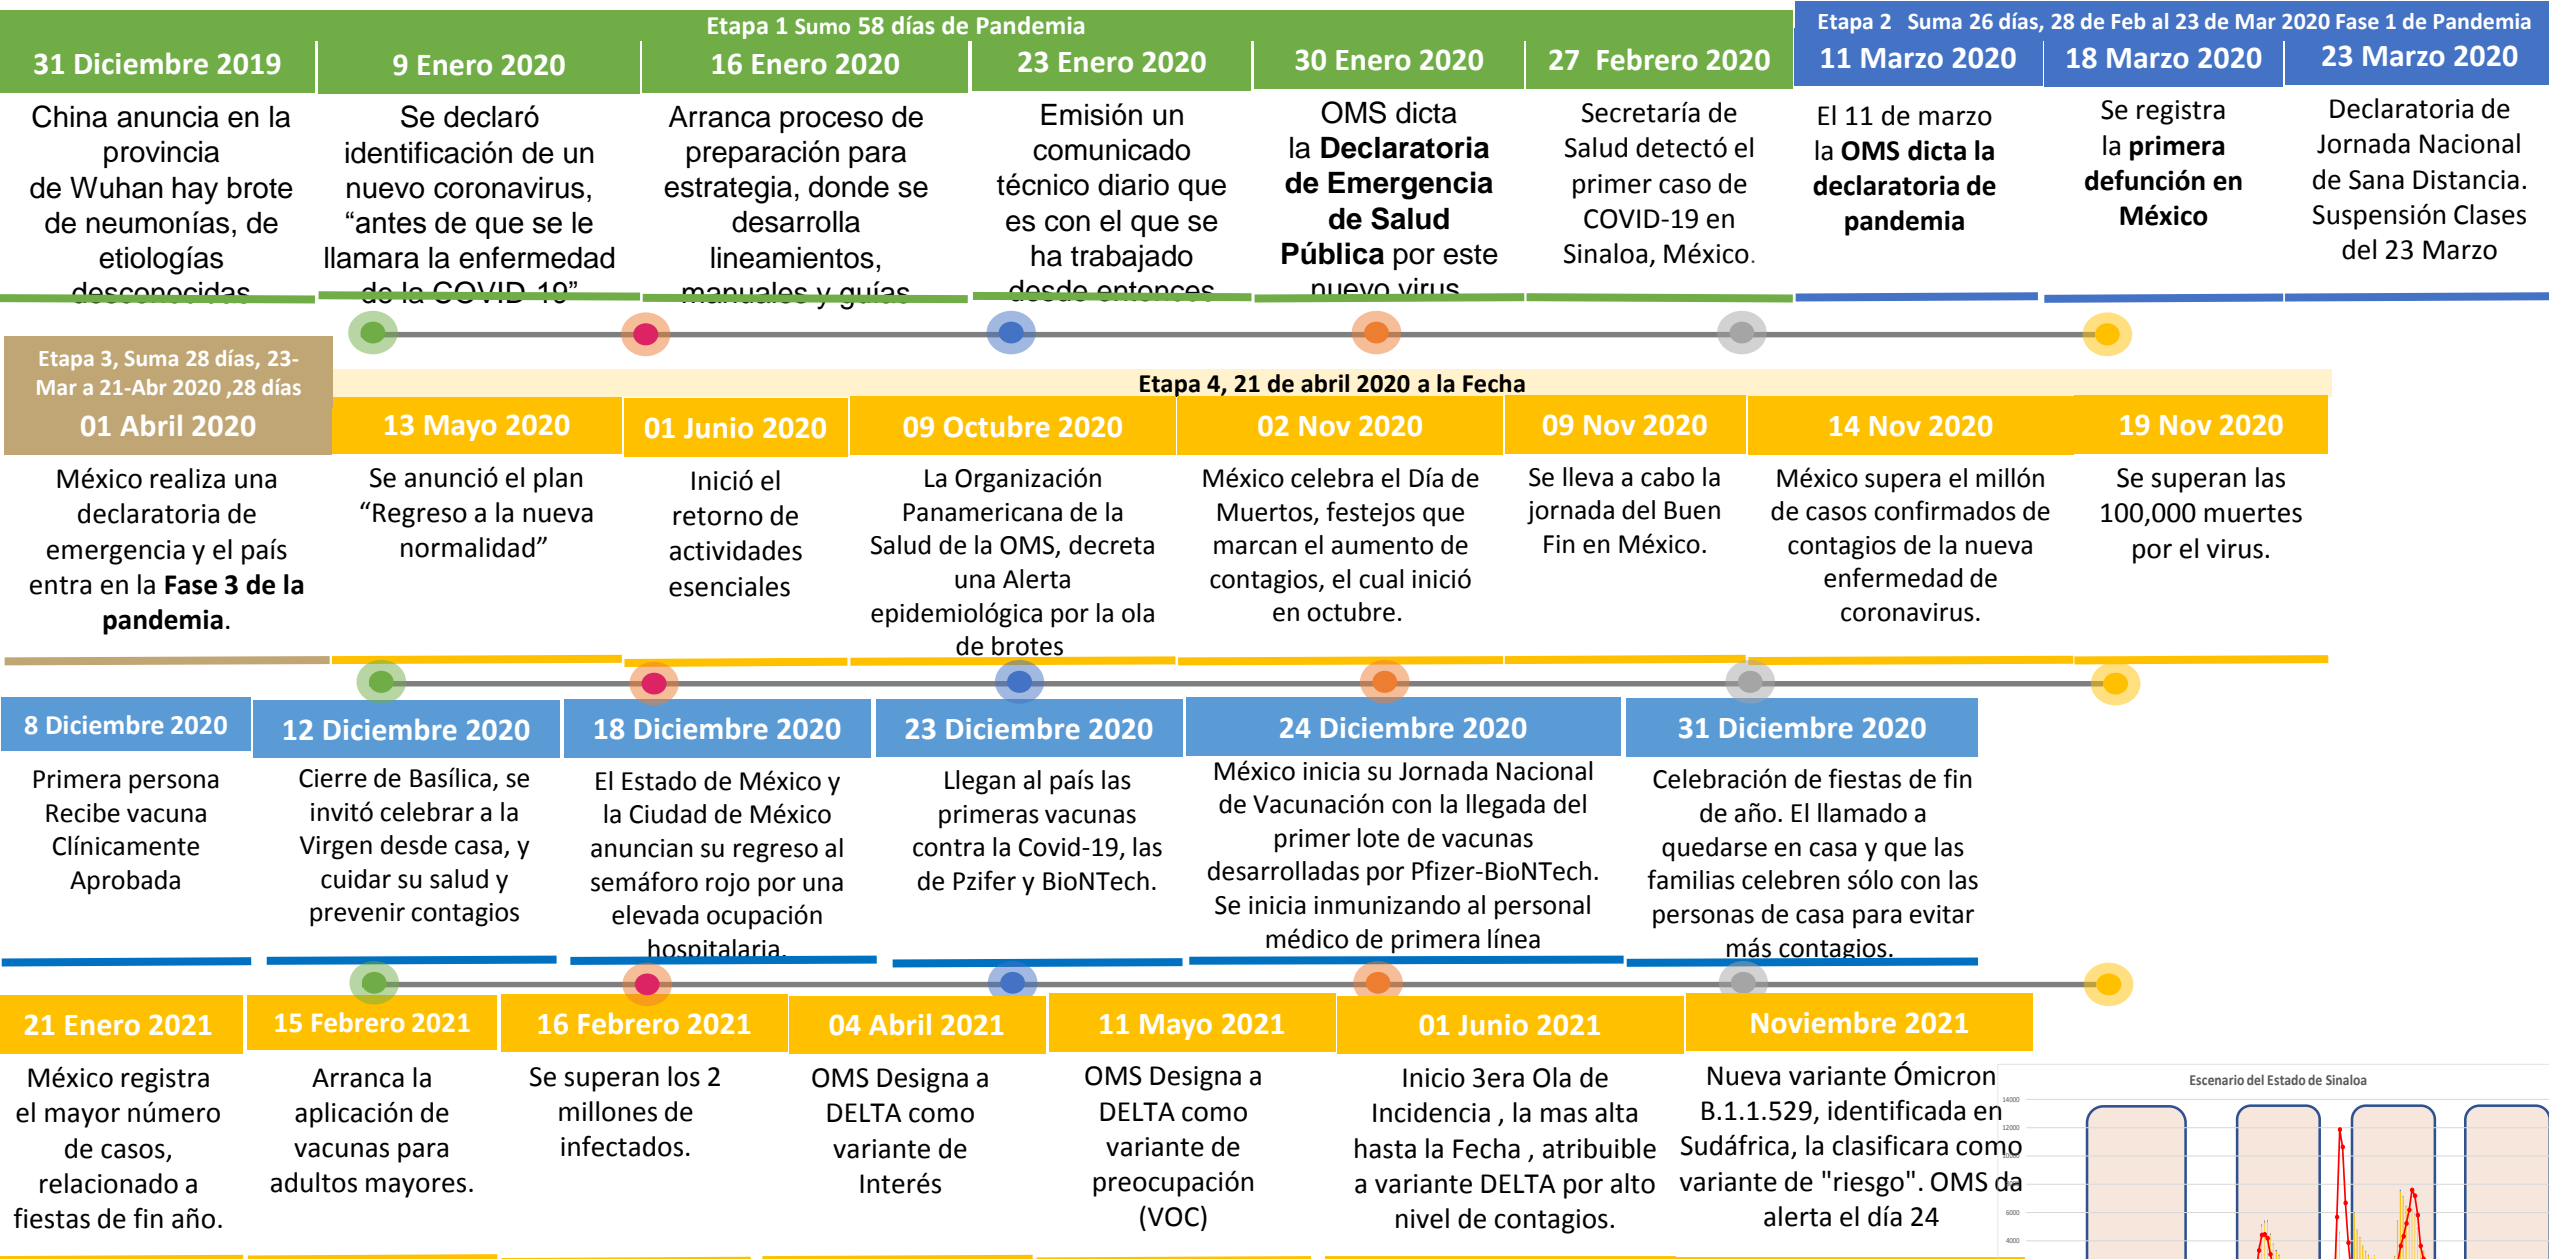 Etapa 1 Sumo 58 días de Pandemia
Etapa 2 Suma 26 días, 28 de Feb al 23 de Mar 2020 Fase 1 de Pandemia
31 Diciembre 2019
China anuncia en la
provincia
de Wuhan hay brote
de neumonías, de
etiologías
desconocidas
9 Enero 2020
Se declaró
identificación de un
nuevo coronavirus,
“antes de que se le
llamara la enfermedad
de la COVID-19”
16 Enero 2020
Arranca proceso de
preparación para
estrategia, donde se
desarrolla
lineamientos,
manuales y guías
23 Enero 2020
Emisión un
comunicado
técnico diario que
es con el que se
ha trabajado
desde entonces
30 Enero 2020
OMS dicta
la Declaratoria
de Emergencia
de Salud
Pública por este
nuevo virus
27 Febrero 2020
Secretaría de
Salud detectó el
primer caso de
COVID-19 en
Sinaloa, México.
11 Marzo 2020
El 11 de marzo
la OMS dicta la
declaratoria de
pandemia
18 Marzo 2020
Se registra
la primera
defunción en
México
23 Marzo 2020
Declaratoria de
Jornada Nacional
de Sana Distancia.
Suspensión Clases
del 23 Marzo
Etapa 3, Suma 28 días, 23-
Mar a 21-Abr 2020 ,28 días
Etapa 4, 21 de abril 2020 a la Fecha
01 Abril 2020
México realiza una
declaratoria de
emergencia y el país
entra en la Fase 3 de la
pandemia.
13 Mayo 2020
Se anunció el plan
“Regreso a la nueva
normalidad”
01 Junio 2020
Inició el
retorno de
actividades
esenciales
09 Octubre 2020
La Organización
Panamericana de la
Salud de la OMS, decreta
una Alerta
epidemiológica por la ola
de brotes
02 Nov 2020
México celebra el Día de
Muertos, festejos que
marcan el aumento de
contagios, el cual inició
en octubre.
09 Nov 2020
Se lleva a cabo la
jornada del Buen
Fin en México.
14 Nov 2020
México supera el millón
de casos confirmados de
contagios de la nueva
enfermedad de
coronavirus.
19 Nov 2020
Se superan las
100,000 muertes
por el virus.
8 Diciembre 2020
Primera persona
Recibe vacuna
Clínicamente
Aprobada
12 Diciembre 2020
Cierre de Basílica, se
invitó celebrar a la
Virgen desde casa, y
cuidar su salud y
prevenir contagios
18 Diciembre 2020
El Estado de México y
la Ciudad de México
anuncian su regreso al
semáforo rojo por una
elevada ocupación
hospitalaria.
23 Diciembre 2020
Llegan al país las
primeras vacunas
contra la Covid-19, las
de Pzifer y BioNTech.
24 Diciembre 2020
México inicia su Jornada Nacional
de Vacunación con la llegada del
primer lote de vacunas
desarrolladas por Pfizer-BioNTech.
Se inicia inmunizando al personal
médico de primera línea
31 Diciembre 2020
Celebración de fiestas de fin
de año. El llamado a
quedarse en casa y que las
familias celebren sólo con las
personas de casa para evitar
más contagios.
21 Enero 2021
México registra
el mayor número
de casos,
relacionado a
fiestas de fin año.
15 Febrero 2021
Arranca la
aplicación de
vacunas para
adultos mayores.
16 Febrero 2021
Se superan los 2
millones de
infectados.
04 Abril 2021
OMS Designa a
DELTA como
variante de
Interés
11 Mayo 2021
OMS Designa a
DELTA como
variante de
preocupación
(VOC)
01 Junio 2021
Inicio 3era Ola de
Incidencia , la mas alta
hasta la Fecha , atribuible
a variante DELTA por alto
nivel de contagios.
Noviembre 2021
Nueva variante Ómicron
B.1.1.529, identificada en
Sudáfrica, la clasificara como
variante de "riesgo". OMS da
alerta el día 24
Escenario del Estado de Sinaloa
14000
12000
10000
6000
4000